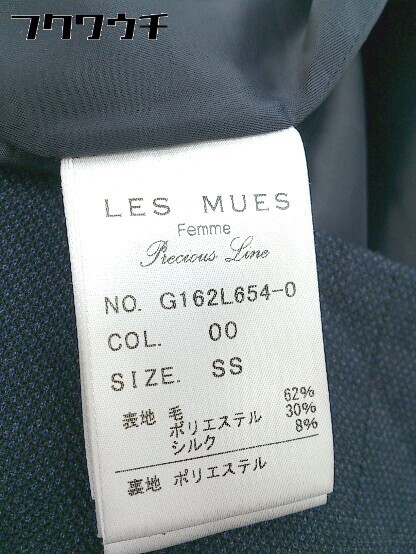 フクウクチ
LES MUES
Femme
Precious Line
NO. G162L654-0
COL. 00
SIZE. SS
表地 毛 62%
ポリエステル 30%
シルク 8%
裏地 ポリエステル